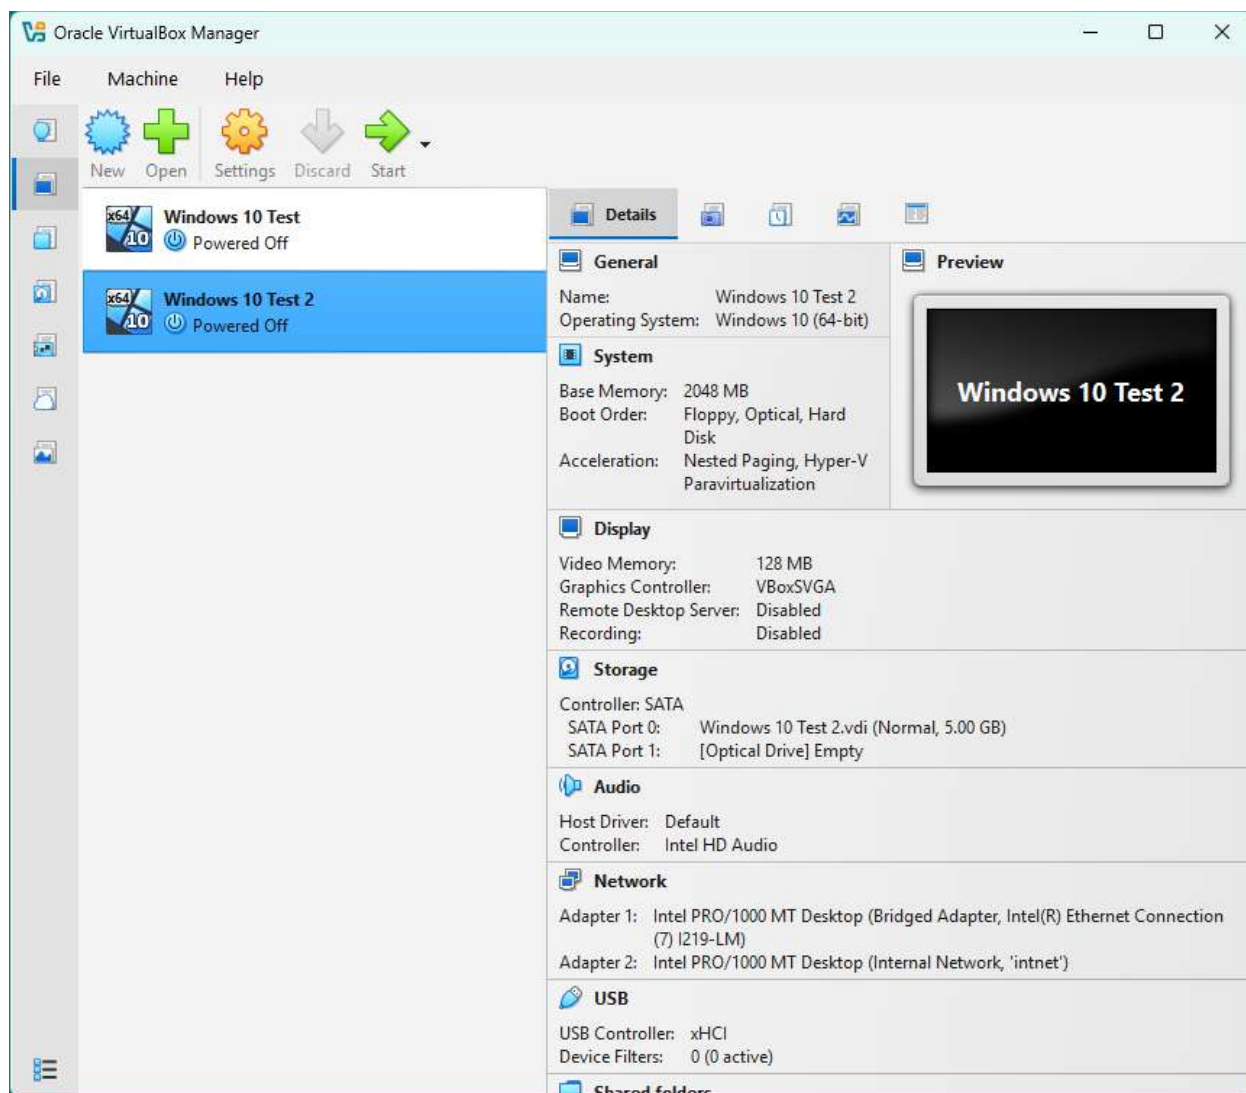 Oracle VirtualBox Manager
File Machine Help
New Open Settings Discard Start
x64 10 Windows 10 Test
Powered Off
x64 10 Windows 10 Test 2
Powered Off
Details
General
Name: Windows 10 Test 2
Operating System: Windows 10 (64-bit)
Preview
Windows 10 Test 2
System
Base Memory: 2048 MB
Boot Order: Floppy, Optical, Hard
Disk
Acceleration: Nested Paging, Hyper-V
Paravirtualization
Display
Video Memory: 128 MB
Graphics Controller: VBoxSVGA
Remote Desktop Server: Disabled
Recording: Disabled
Storage
Controller: SATA
SATA Port 0: Windows 10 Test 2.vdi (Normal, 5.00 GB)
SATA Port 1: [Optical Drive] Empty
Audio
Host Driver: Default
Controller: Intel HD Audio
Network
Adapter 1: Intel PRO/1000 MT Desktop (Bridged Adapter, Intel(R) Ethernet Connection
(7) I219-LM)
Adapter 2: Intel PRO/1000 MT Desktop (Internal Network, 'intnet')
USB
USB Controller: xHCI
Device Filters: 0 (0 active)
Shared folders